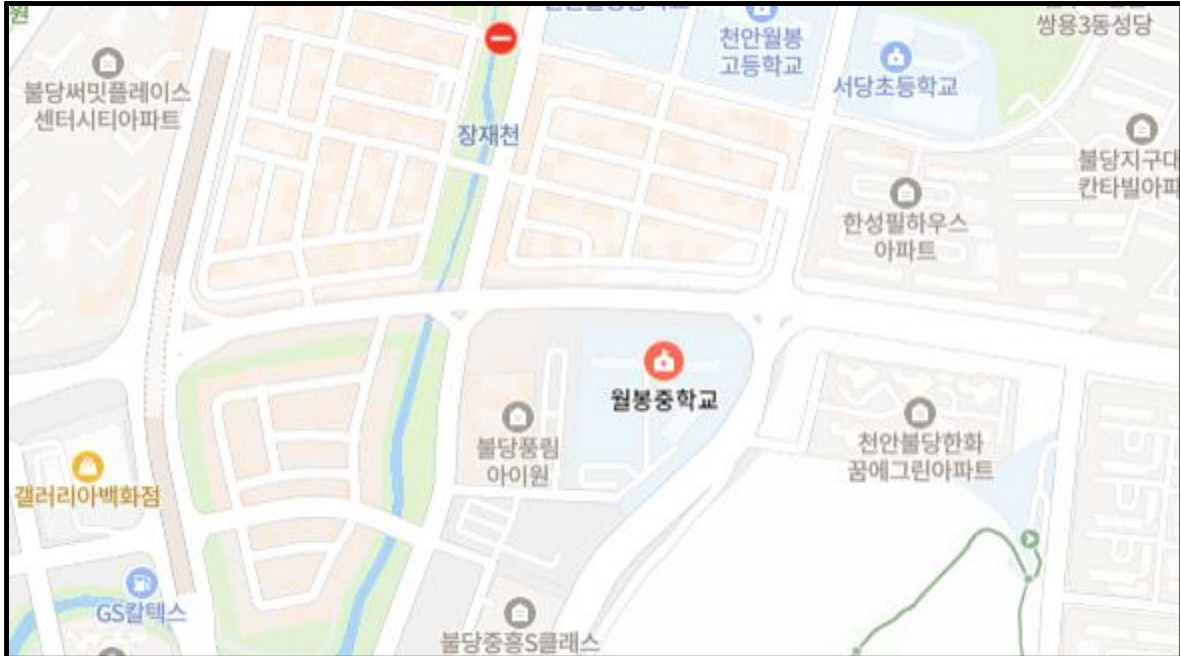 원
천안월봉
고등학교
쌍용3동성당
서당초등학교
불당써밋플레이스
센터시티아파트
장재천
불당지구대
칸타빌아파
한성필하우스
아파트
월봉중학교
불당풍림
아이원
천안불당한화
꿈에그린아파트
갤러리아백화점
GS칼텍스
불당중흥S클래스